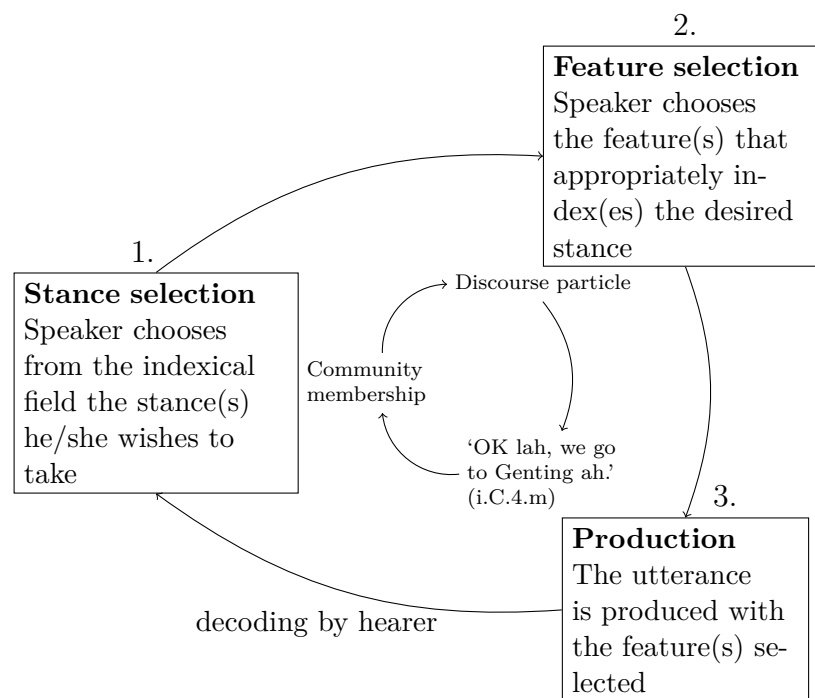 1.
Stance selection
Speaker chooses
from the indexical
field the stance(s)
he/she wishes to
take
2.
Feature selection
Speaker chooses
the feature(s) that
appropriately in-
dex(es) the desired
stance
3.
Production
The utterance
is produced with
the feature(s) se-
lected
decoding by hearer
Community
membership
Discourse particle
‘OK lah, we go
to Genting ah.’
(i.C.4.m)